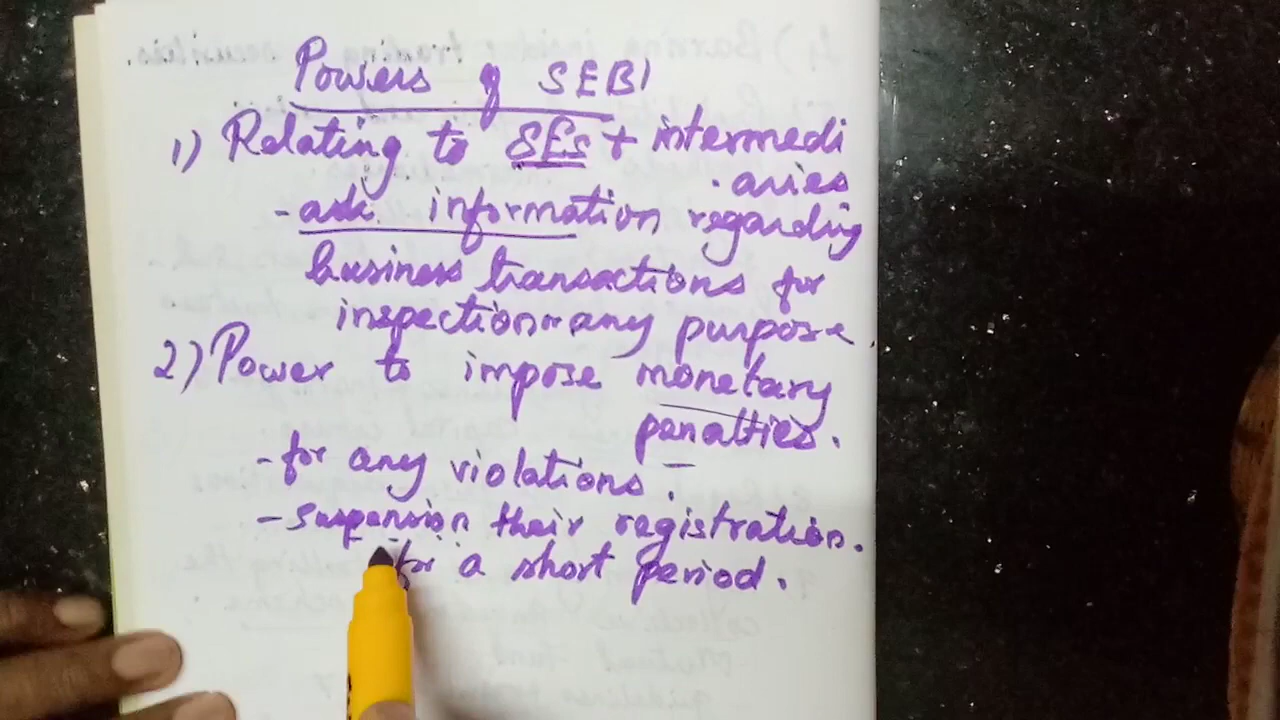 Powers of SEBI
1) Relating to SEs + intermedi
. aries
- ask information regarding
business transactions for
inspection or any purpose.
2) Power to impose monetary
penalties.
- for any violations.
- suspension their registration.
for a short period.